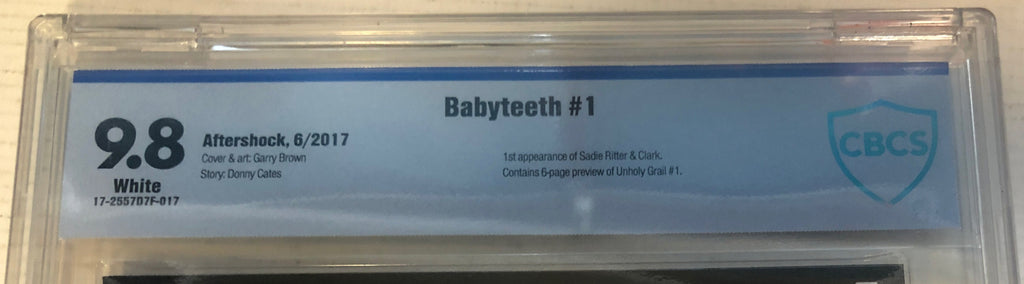 Babyteeth #1
9.8
White
17-2557D7F-017
Aftershock, 6/2017
Cover & art: Garry Brown
Story: Donny Cates
1st appearance of Sadie Ritter & Clark.
Contains 6-page preview of Unholy Grail #1.
CBCS